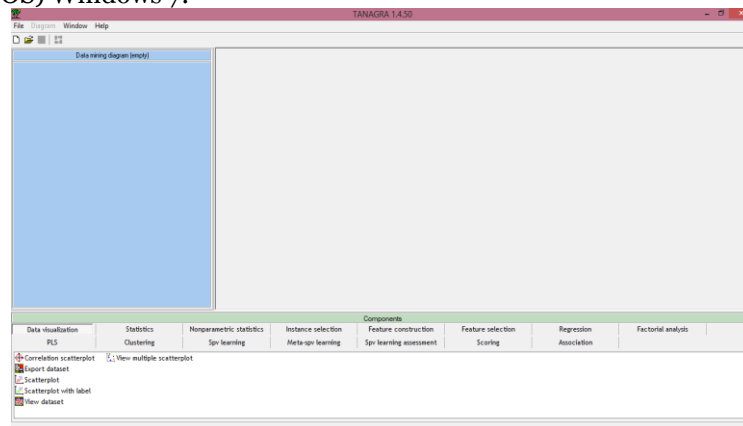 OS) Windows 7.
TANAGRA 1.4.50
File Diagram Window Help
Data mining diagram (empty)
Components
Data visualization Statistics Nonparametric statistics Instance selection Feature construction Feature selection Regression Factorial analysis
PLS Clustering Spv learning Meta-spv learning Spv learning assessment Scoring Association
Correlation scatterplot View multiple scatterplot
Export dataset
Scatterplot
Scatterplot with label
View dataset